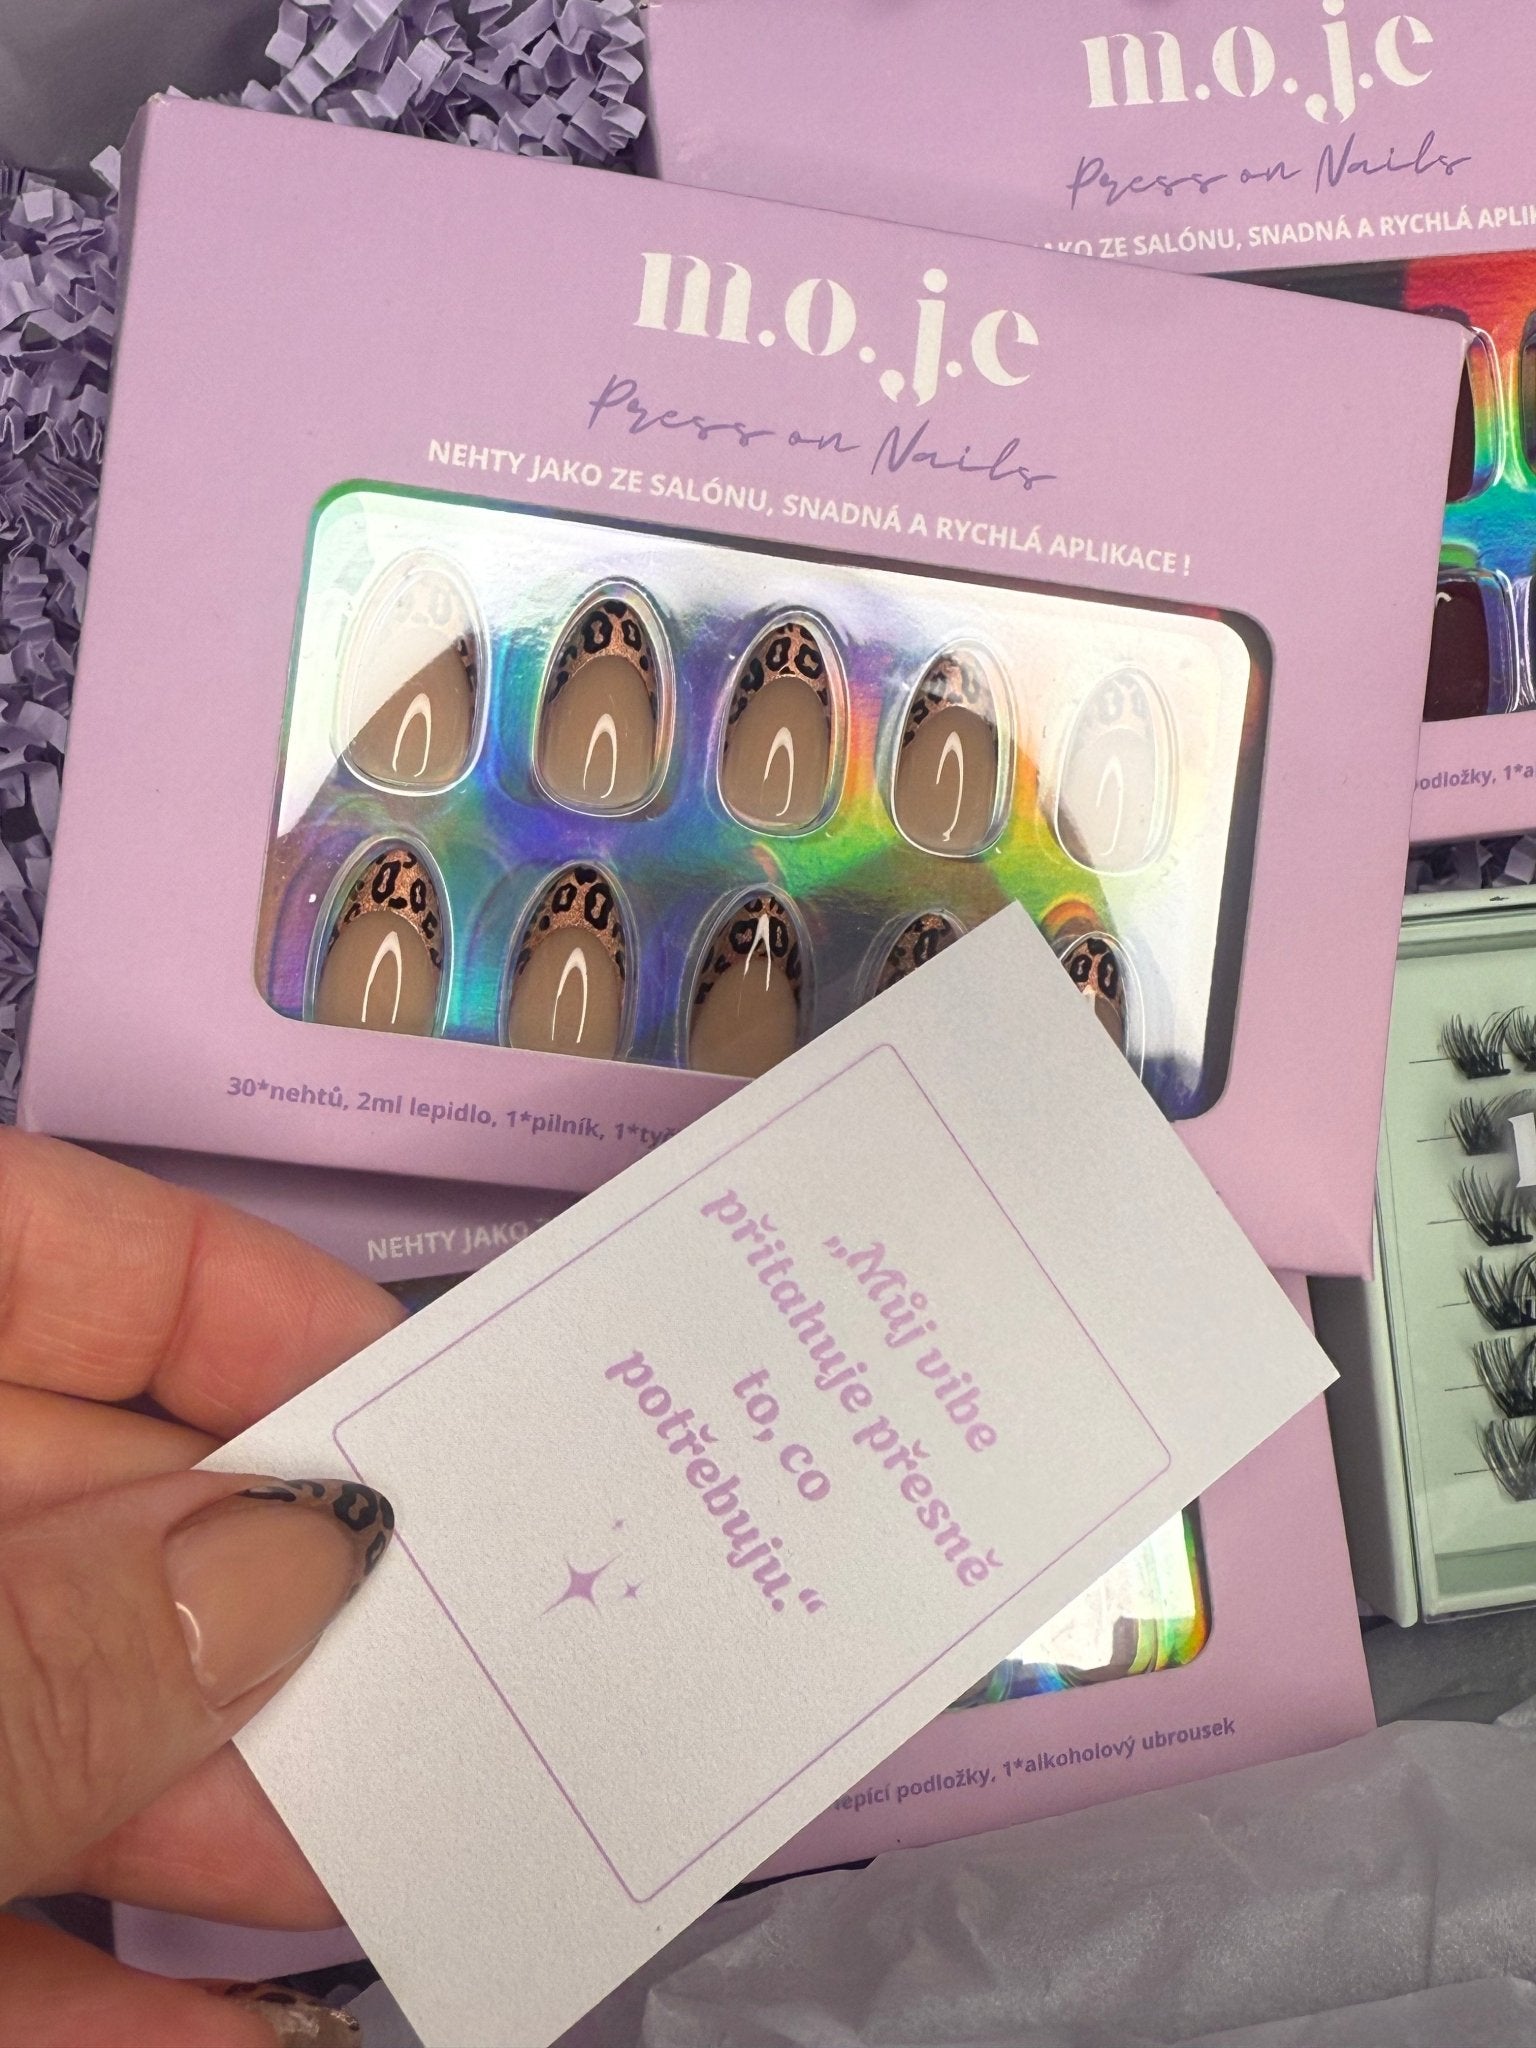 m.o.j.e
Press on Nails
JAKO ZE SALÓNU, SNADNÁ A RYCHLÁ
podložky,
m.o.j.e
Press on Nails
NEHTY JAKO ZE SALÓNU, SNADNÁ A RYCHLÁ APLIKACE!
30*nehtů, 2ml lepidlo, 1*pilník,
NEHTY JAKO
„Můj vibe
přitahuje přesně
to, co
potřebuju.“
lepící podložky, 1*alkoholový ubrousek